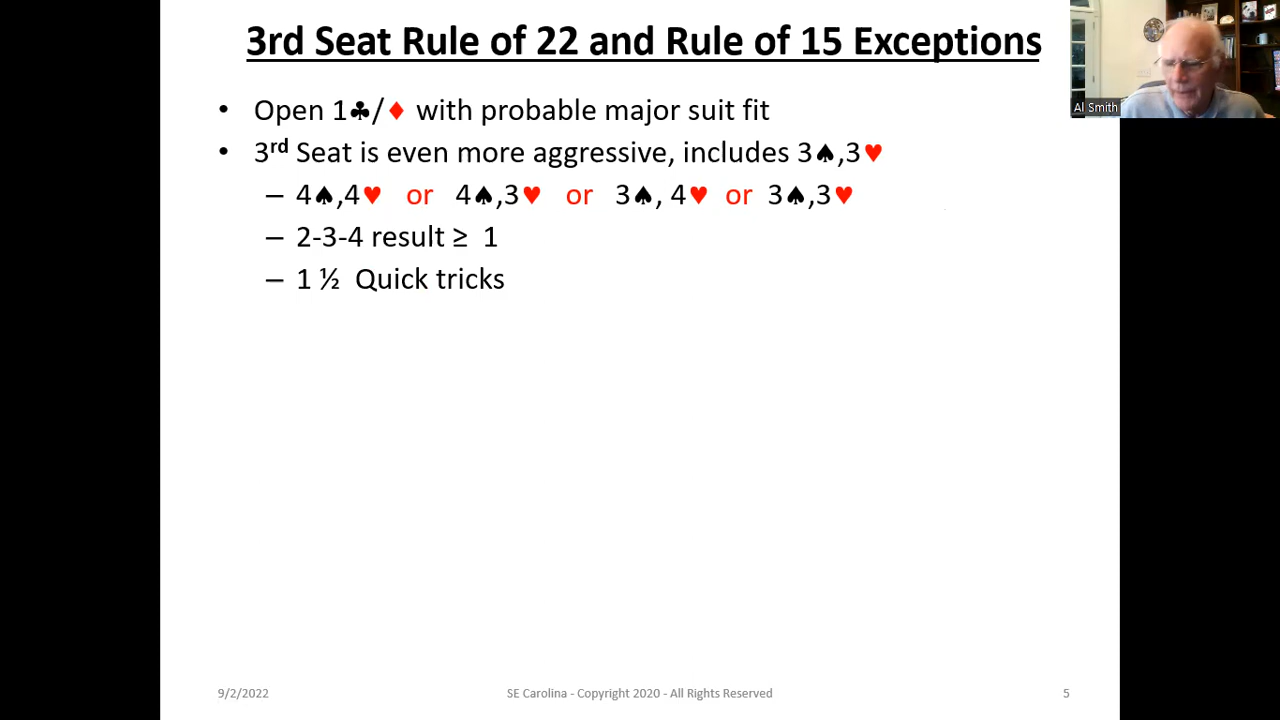 3rd Seat Rule of 22 and Rule of 15 Exceptions
Al Smith
• Open 1♣/♦ with probable major suit fit
• 3rd Seat is even more aggressive, includes 3♠,3♥
– 4♠,4♥ or 4♠,3♥ or 3♠, 4♥ or 3♠,3♥
– 2-3-4 result ≥ 1
– 1 ½ Quick tricks
9/2/2022
SE Carolina - Copyright 2020 - All Rights Reserved
5